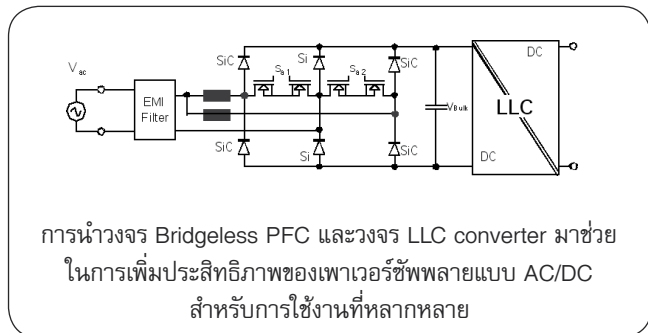 SiC
Si
SiC
Sa1
Sa2
Vac
EMI
Filter
VBulk
DC
LLC
DC
SiC
Si
SiC
การนำวงจร Bridgeless PFC และวงจร LLC converter มาช่วย
ในการเพิ่มประสิทธิภาพของเพาเวอร์ซัพพลายแบบ AC/DC
สำหรับการใช้งานที่หลากหลาย